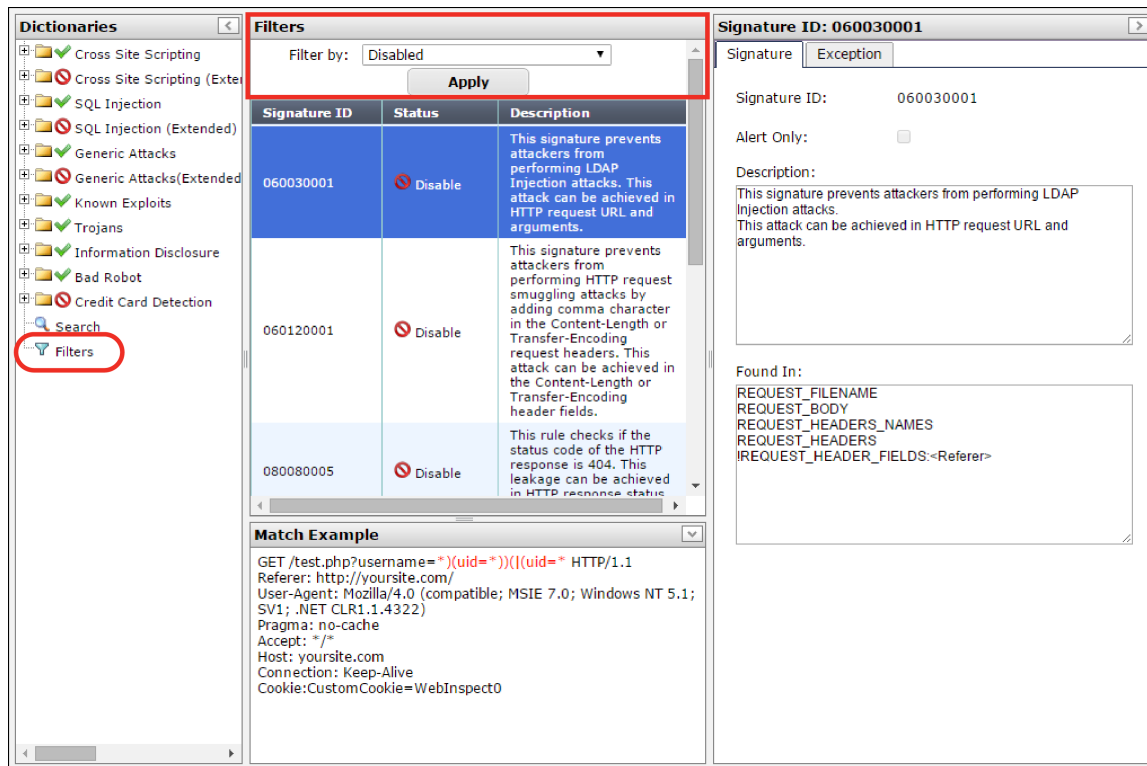 Dictionaries
Cross Site Scripting
Cross Site Scripting (Exter
SQL Injection
SQL Injection (Extended)
Generic Attacks
Generic Attacks(Extended
Known Exploits
Trojans
Information Disclosure
Bad Robot
Credit Card Detection
Search
Filters
Filters
Filter by: Disabled
Apply
Signature ID Status Description
060030001 Disable
This signature prevents
attackers from
performing LDAP
Injection attacks. This
attack can be achieved in
HTTP request URL and
arguments.
060120001 Disable
This signature prevents
attackers from
performing HTTP request
smuggling attacks by
adding comma character
in the Content-Length or
Transfer-Encoding
request headers. This
attack can be achieved in
the Content-Length or
Transfer-Encoding
header fields.
080080005 Disable
This rule checks if the
status code of the HTTP
response is 404. This
leakage can be achieved
in HTTP response status
Match Example
GET /test.php?username=*)(uid=*))(|(uid=* HTTP/1.1
Referer: http://yoursite.com/
User-Agent: Mozilla/4.0 (compatible; MSIE 7.0; Windows NT 5.1;
SV1; .NET CLR1.1.4322)
Pragma: no-cache
Accept: */*
Host: yoursite.com
Connection: Keep-Alive
Cookie:CustomCookie=WebInspect0
Signature ID: 060030001
Signature Exception
Signature ID: 060030001
Alert Only:
Description:
This signature prevents attackers from performing LDAP
Injection attacks.
This attack can be achieved in HTTP request URL and
arguments.
Found In:
REQUEST_FILENAME
REQUEST_BODY
REQUEST_HEADERS_NAMES
REQUEST_HEADERS
!REQUEST_HEADER_FIELDS:<Referer>